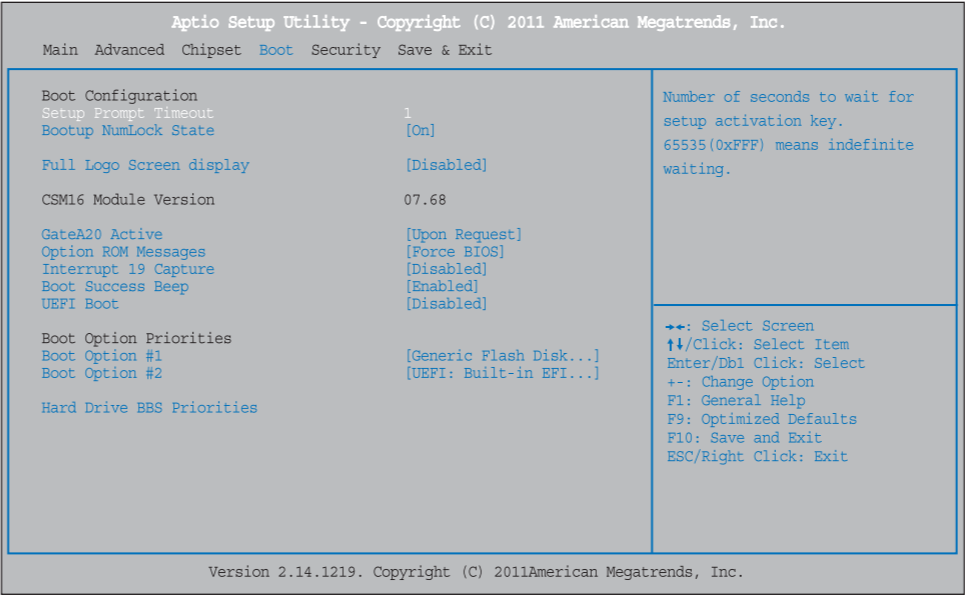 Aptio Setup Utility - Copyright (C) 2011 American Megatrends, Inc.
Main Advanced Chipset Boot Security Save & Exit
Boot Configuration
Setup Prompt Timeout 1
Bootup NumLock State [On]
Full Logo Screen display [Disabled]
CSM16 Module Version 07.68
GateA20 Active [Upon Request]
Option ROM Messages [Force BIOS]
Interrupt 19 Capture [Disabled]
Boot Success Beep [Enabled]
UEFI Boot [Disabled]
Boot Option Priorities
Boot Option #1 [Generic Flash Disk...]
Boot Option #2 [UEFI: Built-in EFI...]
Hard Drive BBS Priorities
Number of seconds to wait for
setup activation key.
65535(0xFFF) means indefinite
waiting.
→←: Select Screen
↑↓/Click: Select Item
Enter/Dbl Click: Select
+-: Change Option
F1: General Help
F9: Optimized Defaults
F10: Save and Exit
ESC/Right Click: Exit
Version 2.14.1219. Copyright (C) 2011American Megatrends, Inc.